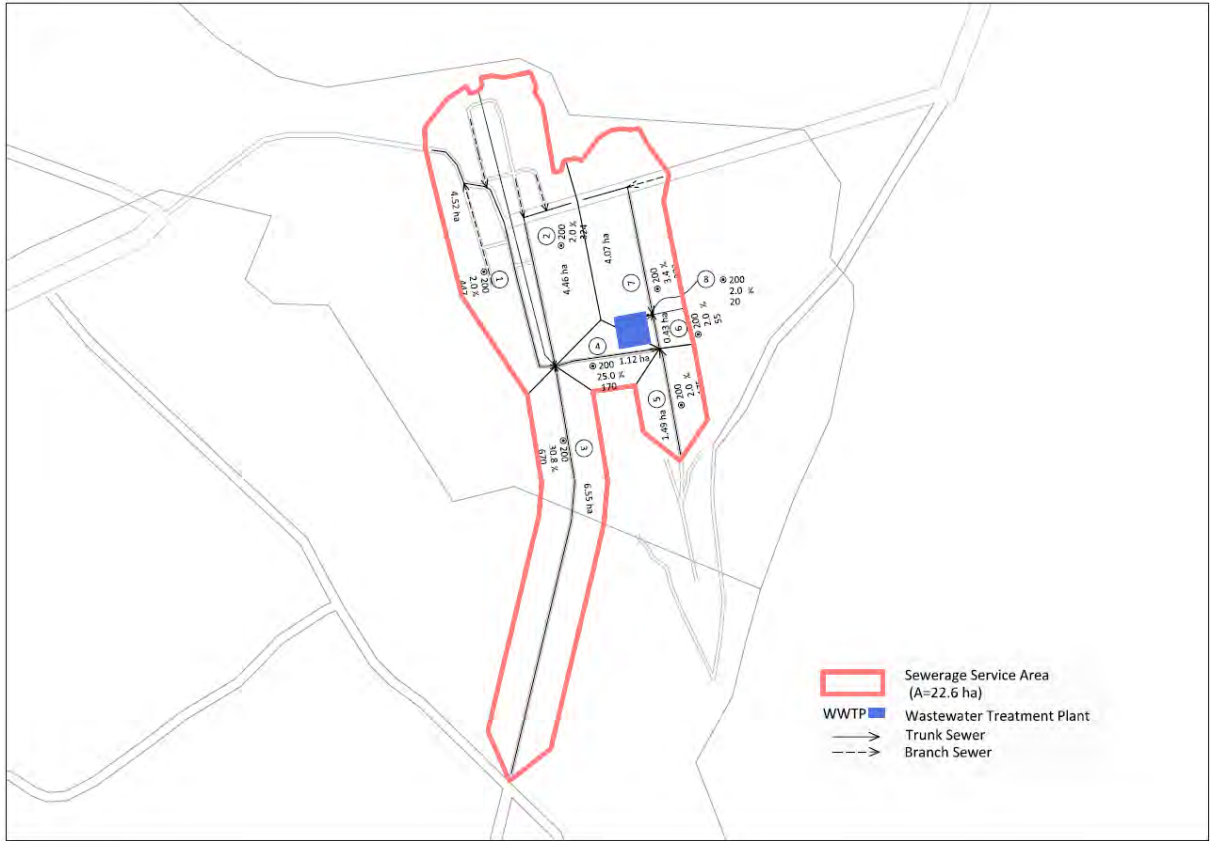 4.52 ha
1
◉ 200
2.0 ‰
447
2
◉ 200
2.0 ‰
324
4.46 ha
4.07 ha
7
◉ 200
3.4 ‰
8
◉ 200
2.0 ‰
20
0.43 ha
6
◉ 200
2.0 ‰
55
4
1.12 ha
◉ 200
25.0 ‰
170
5
◉ 200
2.0 ‰
1.49 ha
3
◉ 200
30.8 ‰
670
6.55 ha
Sewerage Service Area
(A=22.6 ha)
WWTP
Wastewater Treatment Plant
Trunk Sewer
Branch Sewer